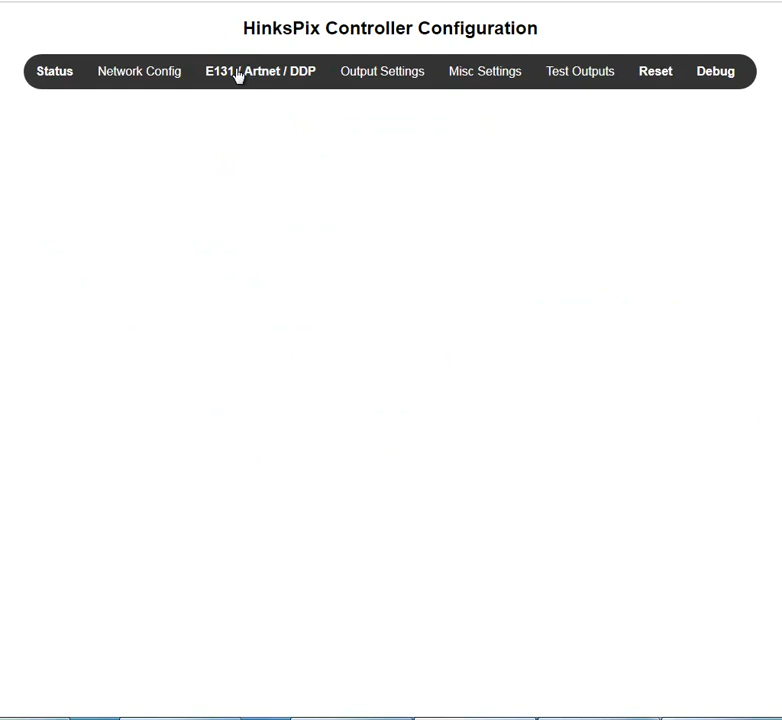 HinksPix Controller Configuration
Status Network Config E131 / Artnet / DDP Output Settings Misc Settings Test Outputs Reset Debug